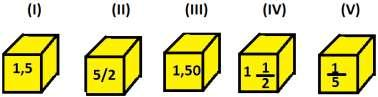 (I) (II) (III) (IV) (V)
1,5 5/2 1,50 1 1/2 1/5